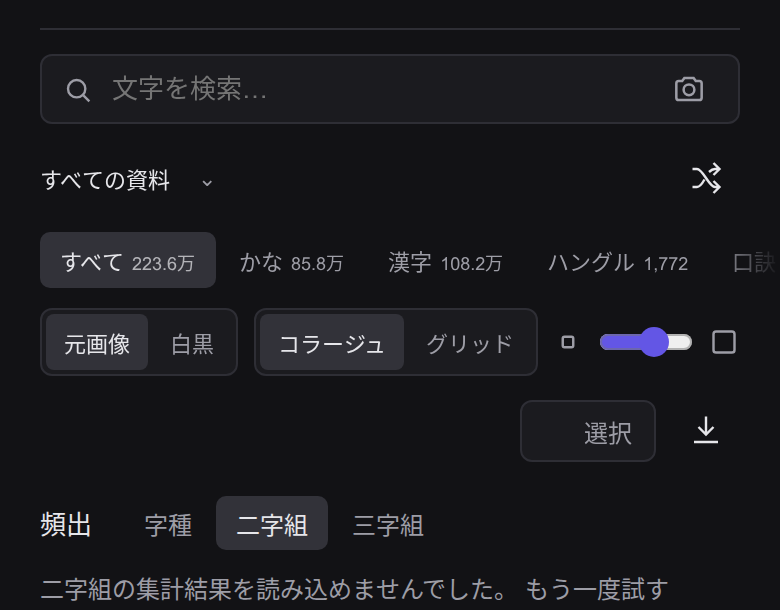 文字を検索…
すべての資料
すべて 223.6万 かな 85.8万 漢字 108.2万 ハングル 1,772 口訣
元画像 白黒 コラージュ グリッド
選択
頻出 字種 二字組 三字組
二字組の集計結果を読み込めませんでした。 もう一度試す